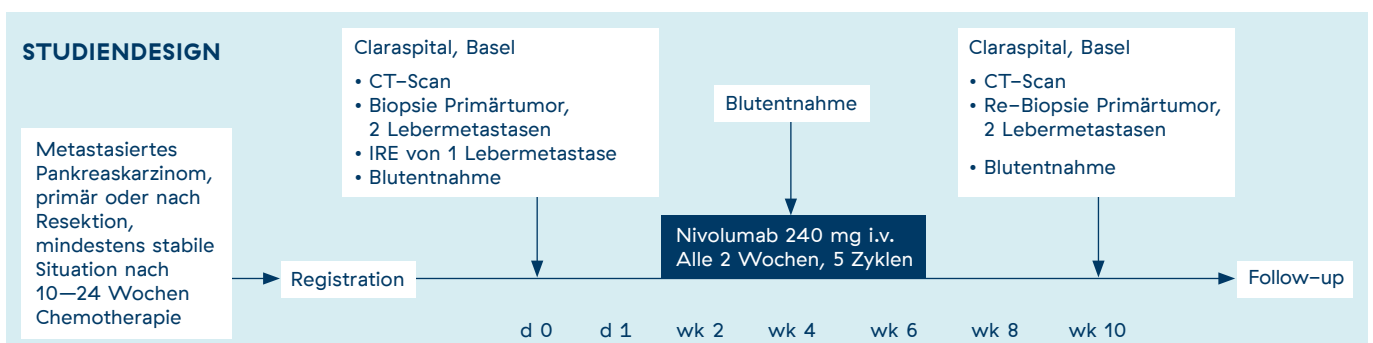 STUDIENDESIGN
Metastasiertes
Pankreaskarzinom,
primär oder nach
Resektion,
mindestens stabile
Situation nach
10—24 Wochen
Chemotherapie
Registration
Claraspital, Basel
• CT–Scan
• Biopsie Primärtumor,
2 Lebermetastasen
• IRE von 1 Lebermetastase
• Blutentnahme
Blutentnahme
Nivolumab 240 mg i.v.
Alle 2 Wochen, 5 Zyklen
Claraspital, Basel
• CT–Scan
• Re–Biopsie Primärtumor,
2 Lebermetastasen
• Blutentnahme
Follow–up
d 0 d 1 wk 2 wk 4 wk 6 wk 8 wk 10